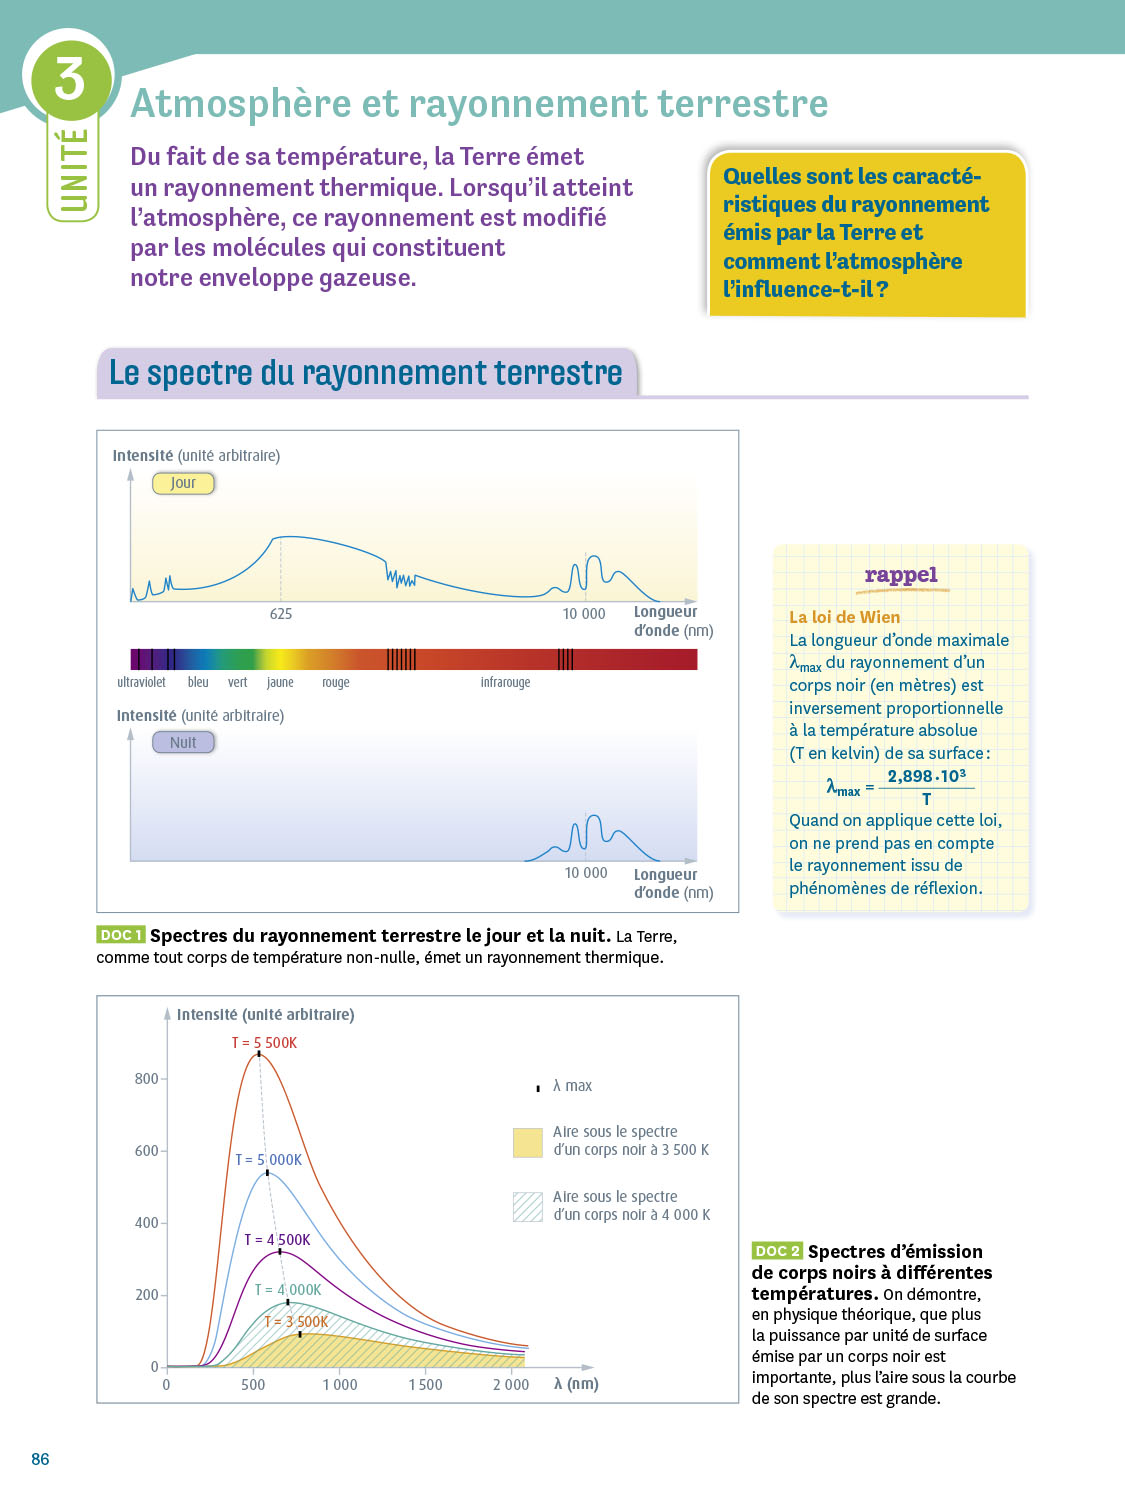 3
UNITÉ
Atmosphère et rayonnement terrestre
Du fait de sa température, la Terre émet
un rayonnement thermique. Lorsqu’il atteint
l’atmosphère, ce rayonnement est modifié
par les molécules qui constituent
notre enveloppe gazeuse.
Quelles sont les caracté-
ristiques du rayonnement
émis par la Terre et
comment l’atmosphère
l’influence-t-il ?
Le spectre du rayonnement terrestre
Intensité (unité arbitraire)
Jour
625
10 000
Longueur
d’onde (nm)
ultraviolet bleu vert jaune rouge infrarouge
Intensité (unité arbitraire)
Nuit
10 000
Longueur
d’onde (nm)
rappel
La loi de Wien
La longueur d’onde maximale
λmax du rayonnement d’un
corps noir (en mètres) est
inversement proportionnelle
à la température absolue
(T en kelvin) de sa surface :
λmax = 2,898·10³
T
Quand on applique cette loi,
on ne prend pas en compte
le rayonnement issu de
phénomènes de réflexion.
DOC 1 Spectres du rayonnement terrestre le jour et la nuit. La Terre,
comme tout corps de température non-nulle, émet un rayonnement thermique.
Intensité (unité arbitraire)
T = 5 500K
800
λ max
Aire sous le spectre
d’un corps noir à 3 500 K
600
T = 5 000K
Aire sous le spectre
d’un corps noir à 4 000 K
400
T = 4 500K
200
T = 4 000K
T = 3 500K
0
0 500 1 000 1 500 2 000 λ (nm)
DOC 2 Spectres d’émission
de corps noirs à différentes
températures. On démontre,
en physique théorique, que plus
la puissance par unité de surface
émise par un corps noir est
importante, plus l’aire sous la courbe
de son spectre est grande.
86